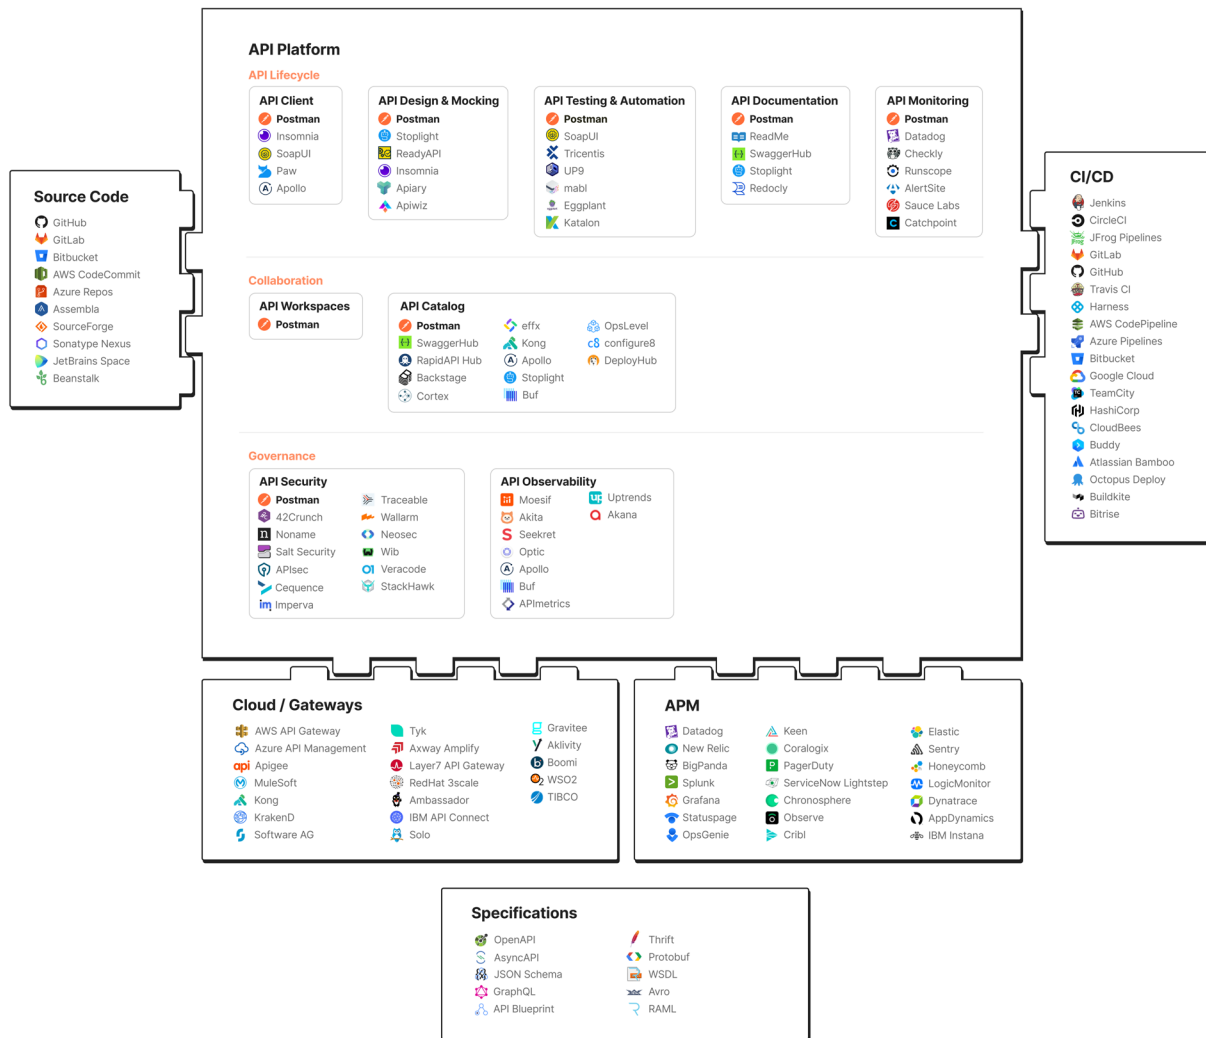 API Platform
API Lifecycle
API Client
Postman
Insomnia
SoapUI
Paw
Apollo
API Design & Mocking
Postman
Stoplight
ReadyAPI
Insomnia
Apiary
Apiwiz
API Testing & Automation
Postman
SoapUI
Tricentis
UP9
mabl
Eggplant
Katalon
API Documentation
Postman
ReadMe
SwaggerHub
Stoplight
Redocly
API Monitoring
Postman
Datadog
Checkly
Runscope
AlertSite
Sauce Labs
Catchpoint
Source Code
GitHub
GitLab
Bitbucket
AWS CodeCommit
Azure Repos
Assembla
SourceForge
Sonatype Nexus
JetBrains Space
Beanstalk
Collaboration
API Workspaces
Postman
API Catalog
Postman
SwaggerHub
RapidAPI Hub
Backstage
Cortex
effx
Kong
Apollo
Stoplight
Buf
OpsLevel
configure8
DeployHub
Governance
API Security
Postman
42Crunch
Noname
Salt Security
APIsec
Cequence
Imperva
Traceable
Wallarm
Neosec
Wib
Veracode
StackHawk
API Observability
Moesif
Akita
Seekret
Optic
Apollo
Buf
APImetrics
Uptrends
Akana
CI/CD
Jenkins
CircleCI
JFrog Pipelines
GitLab
GitHub
Travis CI
Harness
AWS CodePipeline
Azure Pipelines
Bitbucket
Google Cloud
TeamCity
HashiCorp
CloudBees
Buddy
Atlassian Bamboo
Octopus Deploy
Buildkite
Bitrise
Cloud / Gateways
AWS API Gateway
Azure API Management
Apigee
MuleSoft
Kong
KrakenD
Software AG
Tyk
Axway Amplify
Layer7 API Gateway
RedHat 3scale
Ambassador
IBM API Connect
Solo
Gravitee
Aklivity
Boomi
WSO2
TIBCO
APM
Datadog
New Relic
BigPanda
Splunk
Grafana
Statuspage
OpsGenie
Keen
Coralogix
PagerDuty
ServiceNow Lightstep
Chronosphere
Observe
Cribl
Elastic
Sentry
Honeycomb
LogicMonitor
Dynatrace
AppDynamics
IBM Instana
Specifications
OpenAPI
AsyncAPI
JSON Schema
GraphQL
API Blueprint
Thrift
Protobuf
WSDL
Avro
RAML